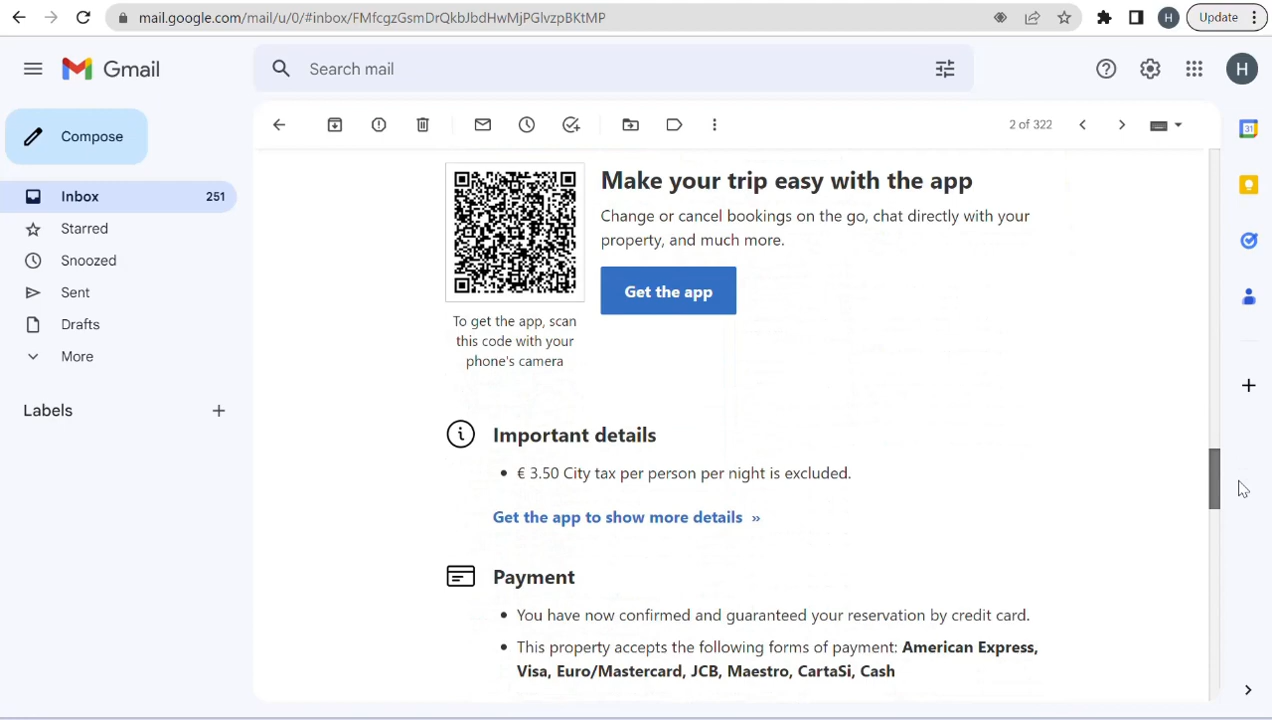 mail.google.com/mail/u/0/#inbox/FMfcgzGsmDrQkbJbdHwMjPGlvzpBKtMP
H
Update
Gmail
Search mail
H
Compose
2 of 322
31
Inbox 251
Starred
Snoozed
Sent
Drafts
More
Labels
Make your trip easy with the app
Change or cancel bookings on the go, chat directly with your
property, and much more.
Get the app
To get the app, scan
this code with your
phone's camera
Important details
• € 3.50 City tax per person per night is excluded.
Get the app to show more details »
Payment
• You have now confirmed and guaranteed your reservation by credit card.
• This property accepts the following forms of payment: American Express,
Visa, Euro/Mastercard, JCB, Maestro, CartaSi, Cash